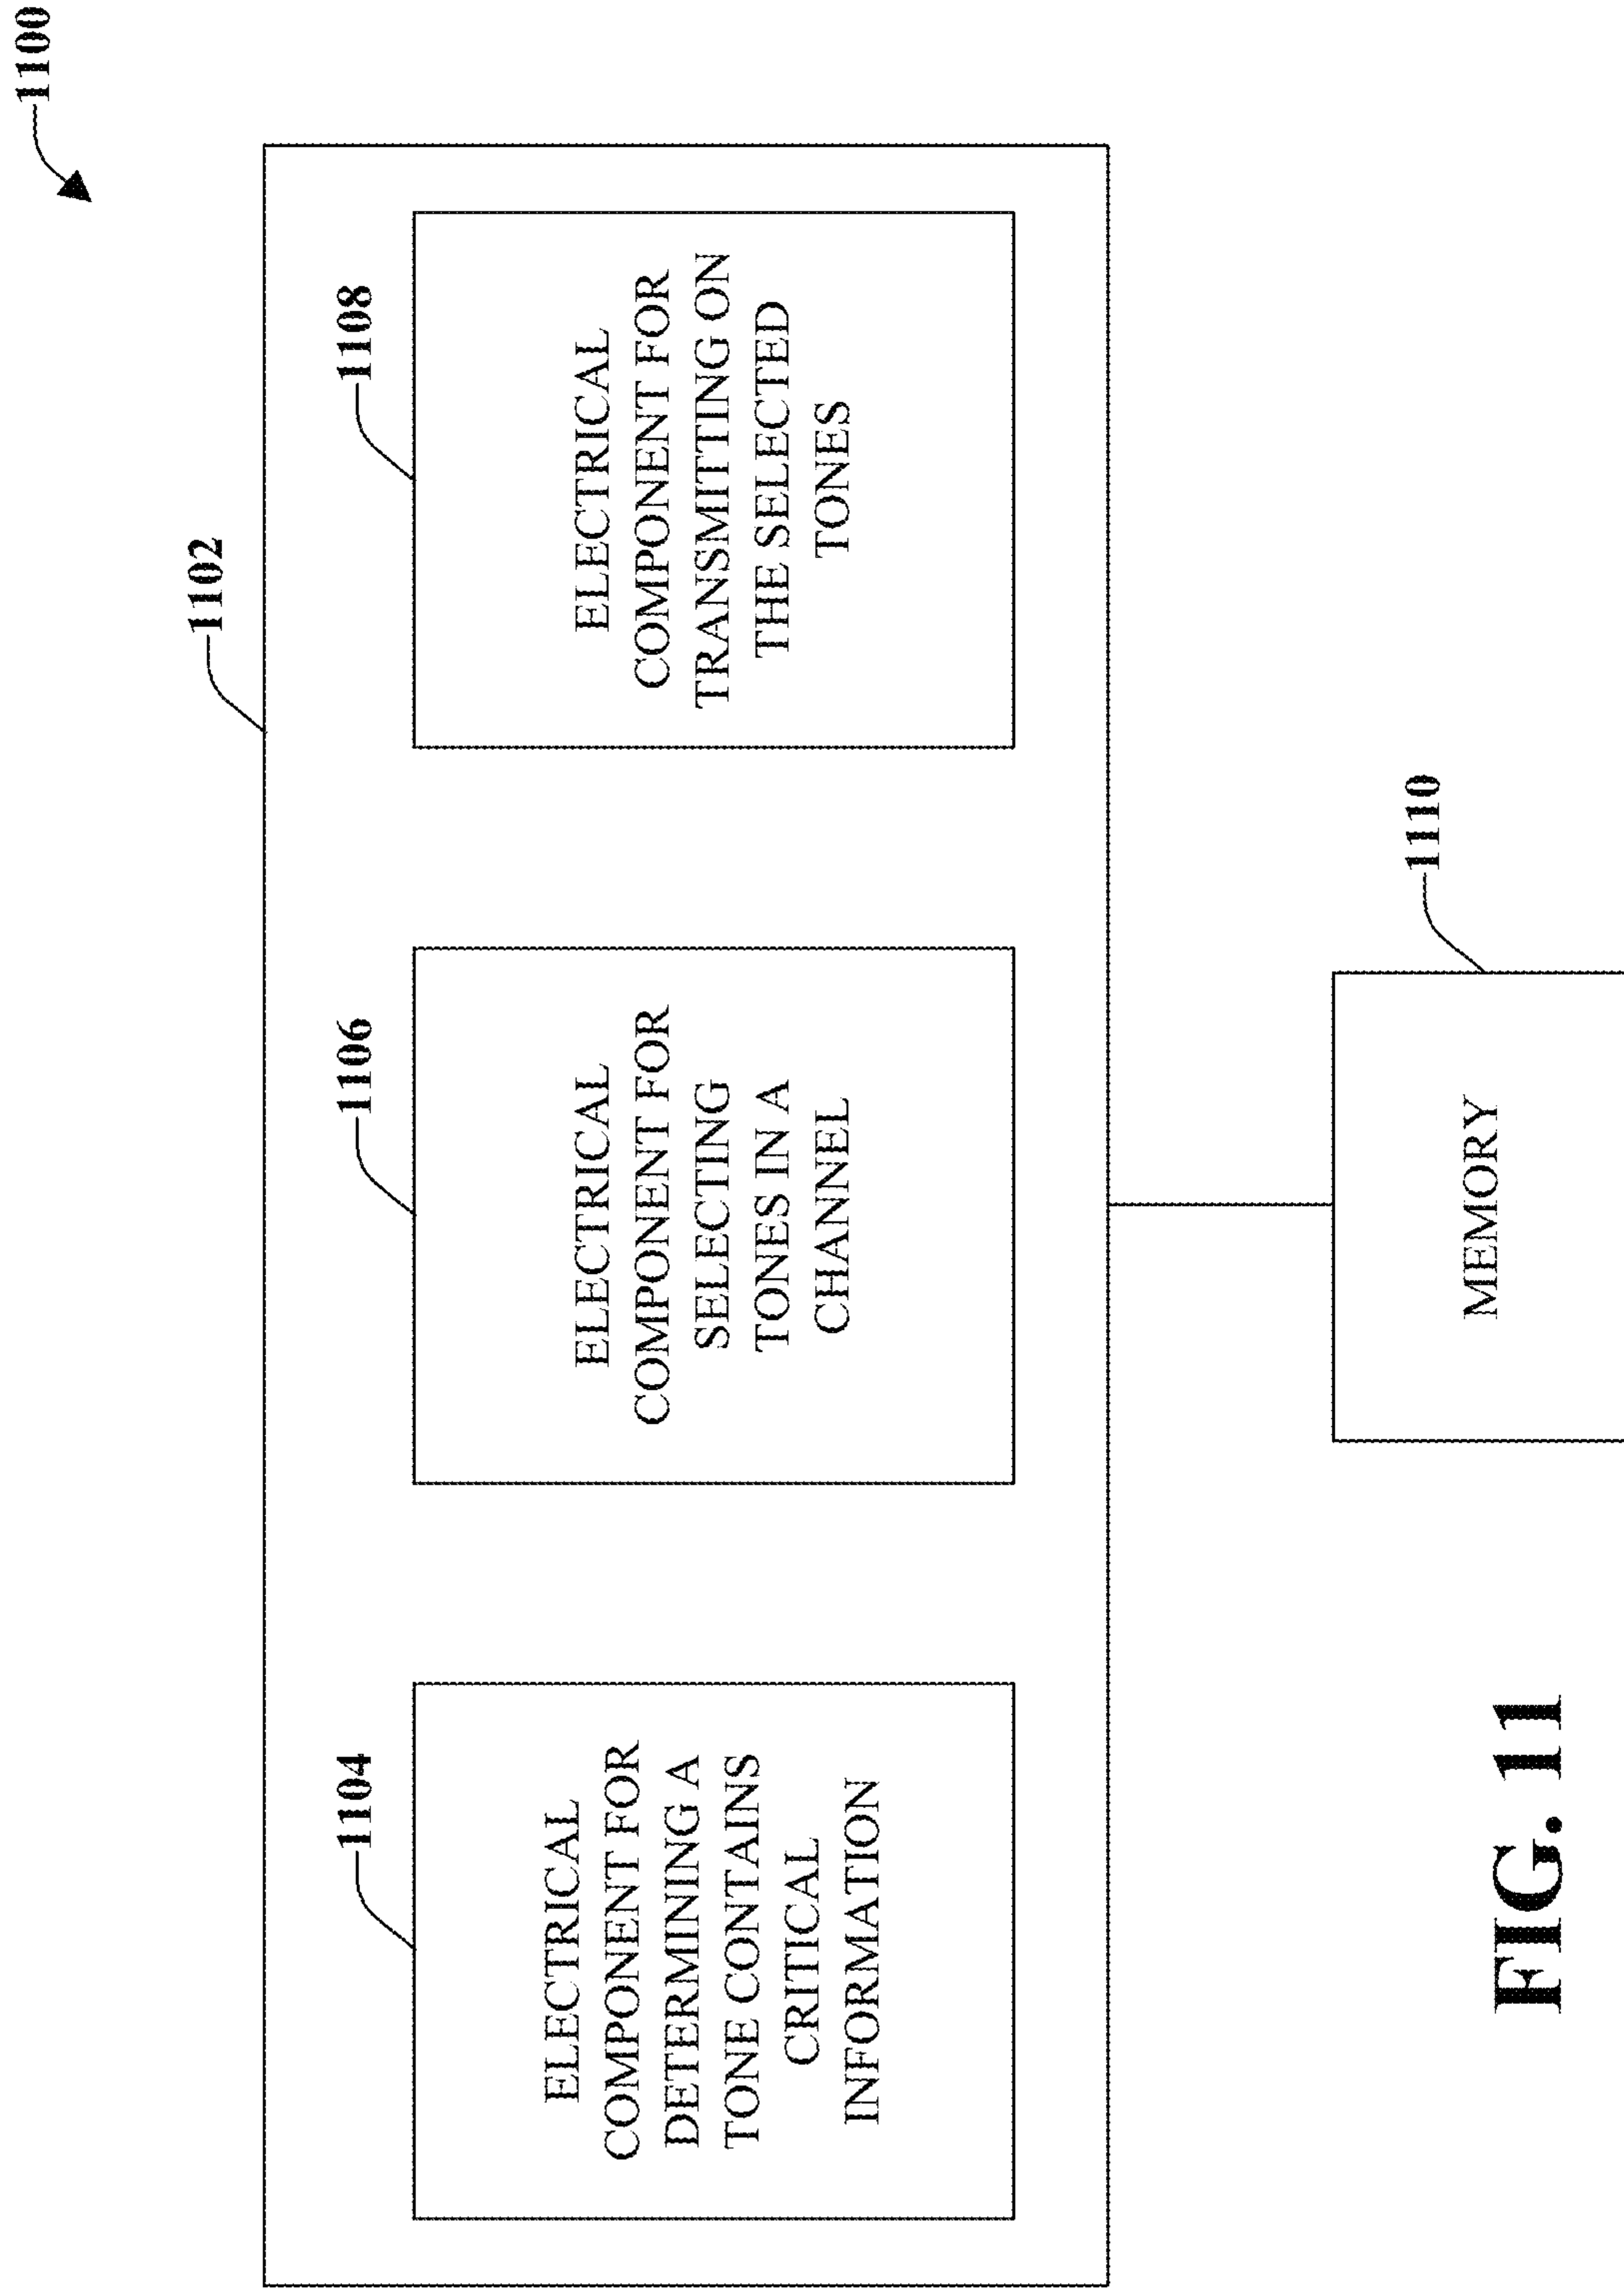 1100
1102
1104
ELECTRICAL
COMPONENT FOR
DETERMINING A
TONE CONTAINS
CRITICAL
INFORMATION
1106
ELECTRICAL
COMPONENT FOR
SELECTING
TONES IN A
CHANNEL
1108
ELECTRICAL
COMPONENT FOR
TRANSMITTING ON
THE SELECTED
TONES
1110
MEMORY
FIG. 11